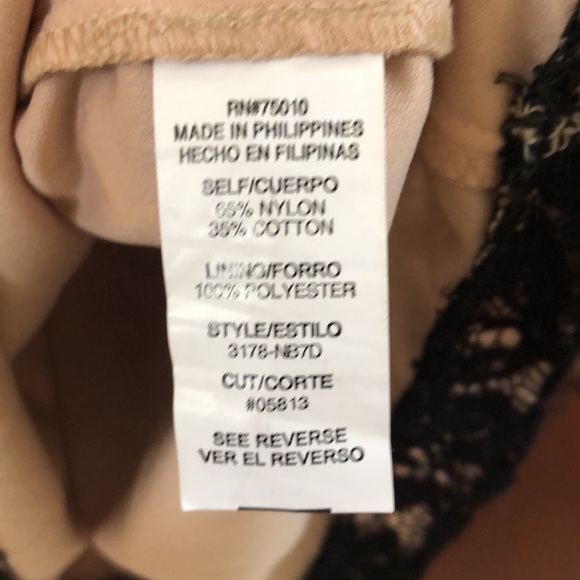 RN#75010
MADE IN PHILIPPINES
HECHO EN FILIPINAS
SELF/CUERPO
65% NYLON
35% COTTON
LINING/FORRO
100% POLYESTER
STYLE/ESTILO
3178-NB7D
CUT/CORTE
#05813
SEE REVERSE
VER EL REVERSO